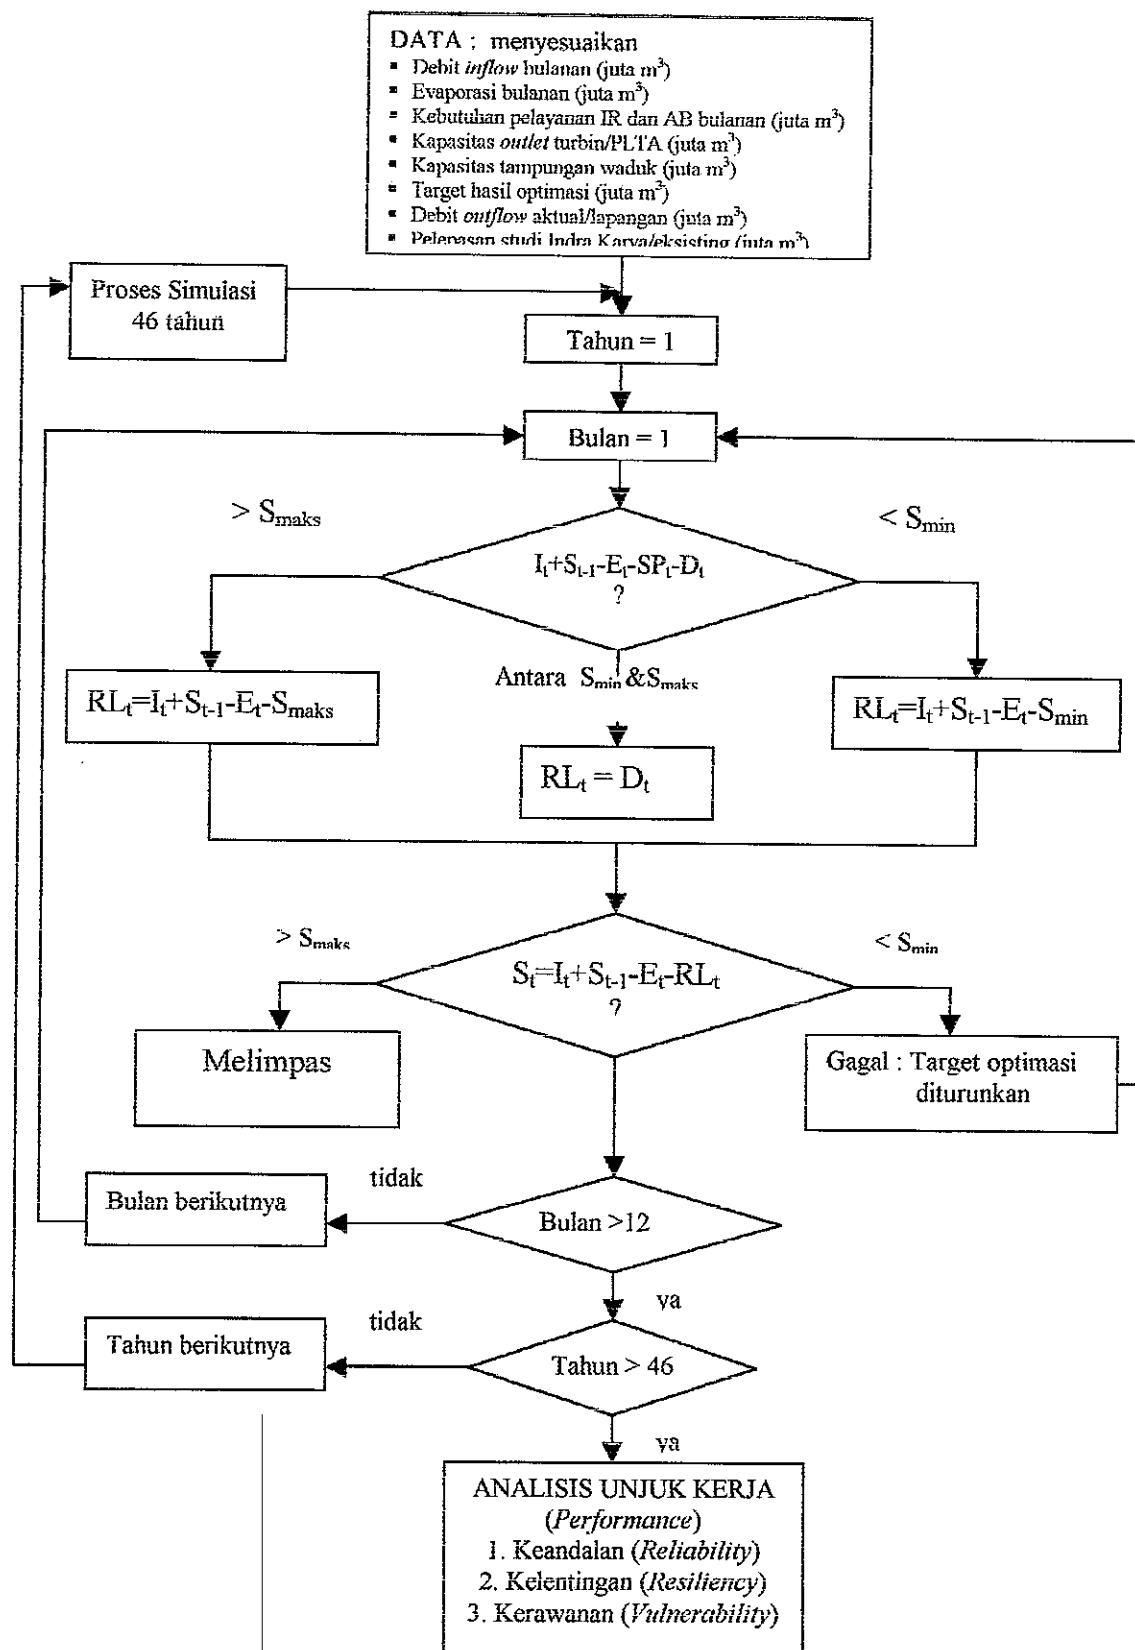 DATA : menyesuaikan
▪ Debit inflow bulanan (juta m³)
▪ Evaporasi bulanan (juta m³)
▪ Kebutuhan pelayanan IR dan AB bulanan (juta m³)
▪ Kapasitas outlet turbin/PLTA (juta m³)
▪ Kapasitas tampungan waduk (juta m³)
▪ Target hasil optimasi (juta m³)
▪ Debit outflow aktual/lapangan (juta m³)
▪ Pelepasan studi Indra Karya/eksisting (juta m³)
Proses Simulasi
46 tahun
Tahun = 1
Bulan = 1
> Smaks
< Smin
It+St-1-Et-SPt-Dt
?
Antara Smin&Smaks
RLt=It+St-1-Et-Smaks
RLt=It+St-1-Et-Smin
RLt = Dt
> Smaks
< Smin
St=It+St-1-Et-RLt
?
Melimpas
Gagal : Target optimasi
diturunkan
tidak
Bulan berikutnya
Bulan >12
ya
tidak
Tahun berikutnya
Tahun > 46
ya
ANALISIS UNJUK KERJA
(Performance)
1. Keandalan (Reliability)
2. Kelentingan (Resiliency)
3. Kerawanan (Vulnerability)